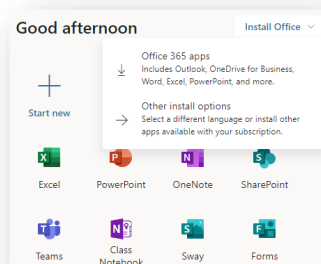 Good afternoon
Install Office
Office 365 apps
Includes Outlook, OneDrive for Business,
Word, Excel, PowerPoint, and more.
Start new
Other install options
Select a different language or install other
apps available with your subscription.
X
P
N
S
Excel
PowerPoint
OneNote
SharePoint
T
N
S
F
Teams
Class
Notebook
Sway
Forms